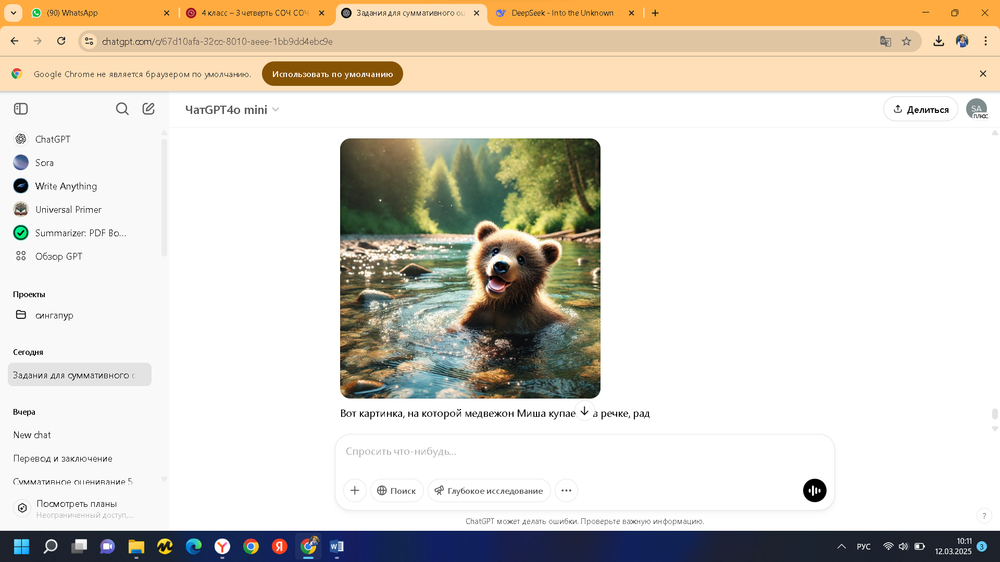 (90) WhatsApp
4 класс – 3 четверть СОЧ СОЧ
Задания для суммативного оц
DeepSeek - Into the Unknown
chatgpt.com/c/67d10afa-32cc-8010-aeee-1bb9dd4ebc9e
Google Chrome не является браузером по умолчанию.
Использовать по умолчанию
ЧатGPT4o mini
Делиться
SA
ПЛЮС
ChatGPT
Sora
Write Anything
Universal Primer
Summarizer: PDF Bo...
Обзор GPT
Проекты
сингапур
Сегодня
Задания для суммативного о
Вчера
New chat
Перевод и заключение
Суммативное оценивание 5
Посмотреть планы
Неограниченный доступ,...
Вот картинка, на которой медвежон Миша купае в речке, рад
Спросить что-нибудь...
Поиск
Глубокое исследование
ChatGPT может делать ошибки. Проверьте важную информацию.
?
РУС
10:11
12.03.2025
3